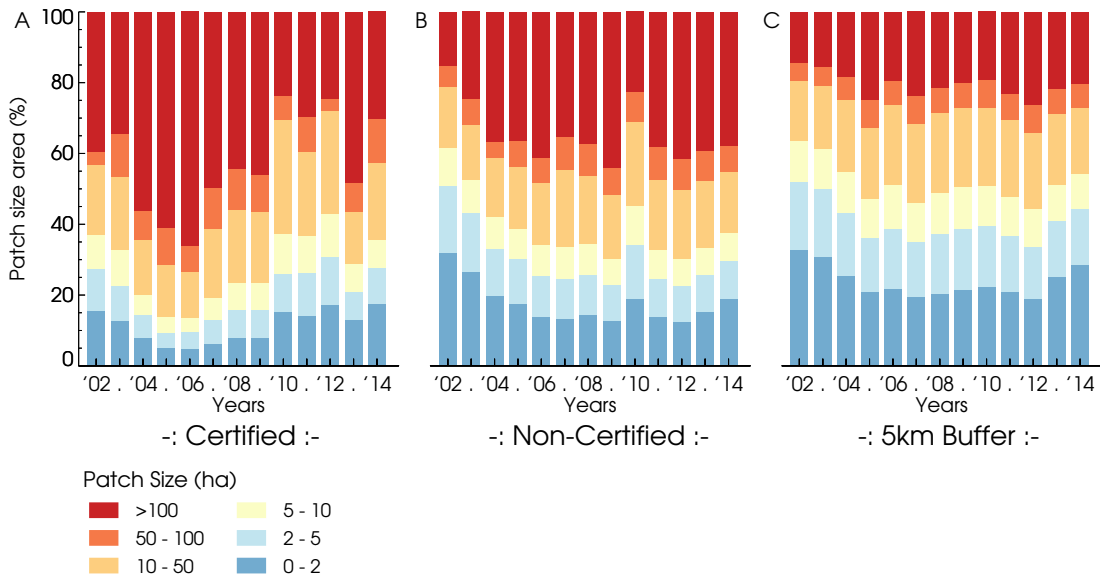 A
B
C
100
80
60
40
20
0
Patch size area (%)
‘02 . ‘04 . ‘06 . ‘08 . ‘10 . ‘12 . ‘14
‘02 . ‘04 . ‘06 . ‘08 . ‘10 . ‘12 . ‘14
‘02 . ‘04 . ‘06 . ‘08 . ‘10 . ‘12 . ‘14
Years
Years
Years
-: Certified :-
-: Non-Certified :-
-: 5km Buffer :-
Patch Size (ha)
>100
5 - 10
50 - 100
2 - 5
10 - 50
0 - 2